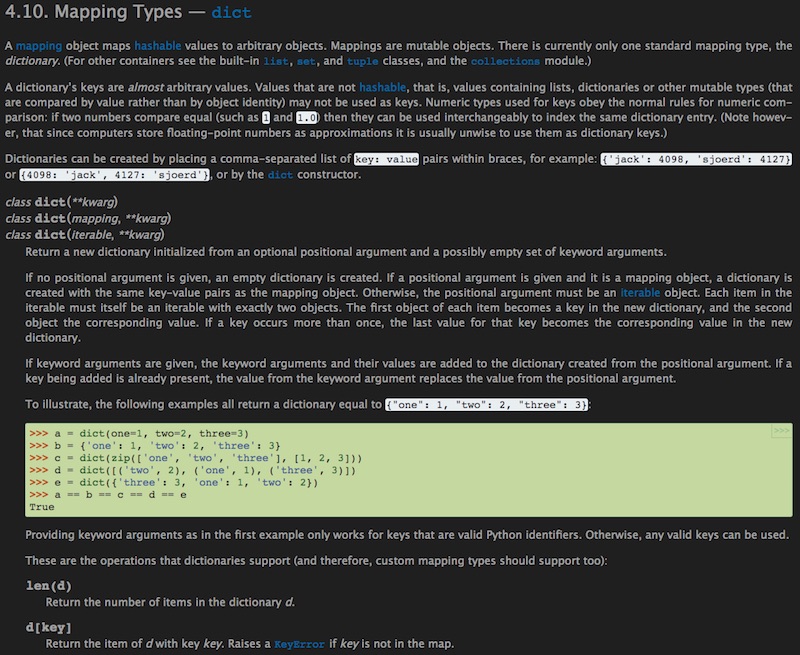 4.10. Mapping Types — dict
A mapping object maps hashable values to arbitrary objects. Mappings are mutable objects. There is currently only one standard mapping type, the
dictionary. (For other containers see the built-in list, set, and tuple classes, and the collections module.)
A dictionary's keys are almost arbitrary values. Values that are not hashable, that is, values containing lists, dictionaries or other mutable types (that
are compared by value rather than by object identity) may not be used as keys. Numeric types used for keys obey the normal rules for numeric com-
parison: if two numbers compare equal (such as 1 and 1.0) then they can be used interchangeably to index the same dictionary entry. (Note howev-
er, that since computers store floating-point numbers as approximations it is usually unwise to use them as dictionary keys.)
Dictionaries can be created by placing a comma-separated list of key: value pairs within braces, for example: {'jack': 4098, 'sjoerd': 4127}
or {4098: 'jack', 4127: 'sjoerd'}, or by the dict constructor.
class dict(**kwarg)
class dict(mapping, **kwarg)
class dict(iterable, **kwarg)
Return a new dictionary initialized from an optional positional argument and a possibly empty set of keyword arguments.
If no positional argument is given, an empty dictionary is created. If a positional argument is given and it is a mapping object, a dictionary is
created with the same key-value pairs as the mapping object. Otherwise, the positional argument must be an iterable object. Each item in the
iterable must itself be an iterable with exactly two objects. The first object of each item becomes a key in the new dictionary, and the second
object the corresponding value. If a key occurs more than once, the last value for that key becomes the corresponding value in the new
dictionary.
If keyword arguments are given, the keyword arguments and their values are added to the dictionary created from the positional argument. If a
key being added is already present, the value from the keyword argument replaces the value from the positional argument.
To illustrate, the following examples all return a dictionary equal to {"one": 1, "two": 2, "three": 3}:
>>>
>>> a = dict(one=1, two=2, three=3)
>>> b = {'one': 1, 'two': 2, 'three': 3}
>>> c = dict(zip(['one', 'two', 'three'], [1, 2, 3]))
>>> d = dict([('two', 2), ('one', 1), ('three', 3)])
>>> e = dict({'three': 3, 'one': 1, 'two': 2})
>>> a == b == c == d == e
True
Providing keyword arguments as in the first example only works for keys that are valid Python identifiers. Otherwise, any valid keys can be used.
These are the operations that dictionaries support (and therefore, custom mapping types should support too):
len(d)
Return the number of items in the dictionary d.
d[key]
Return the item of d with key key. Raises a KeyError if key is not in the map.